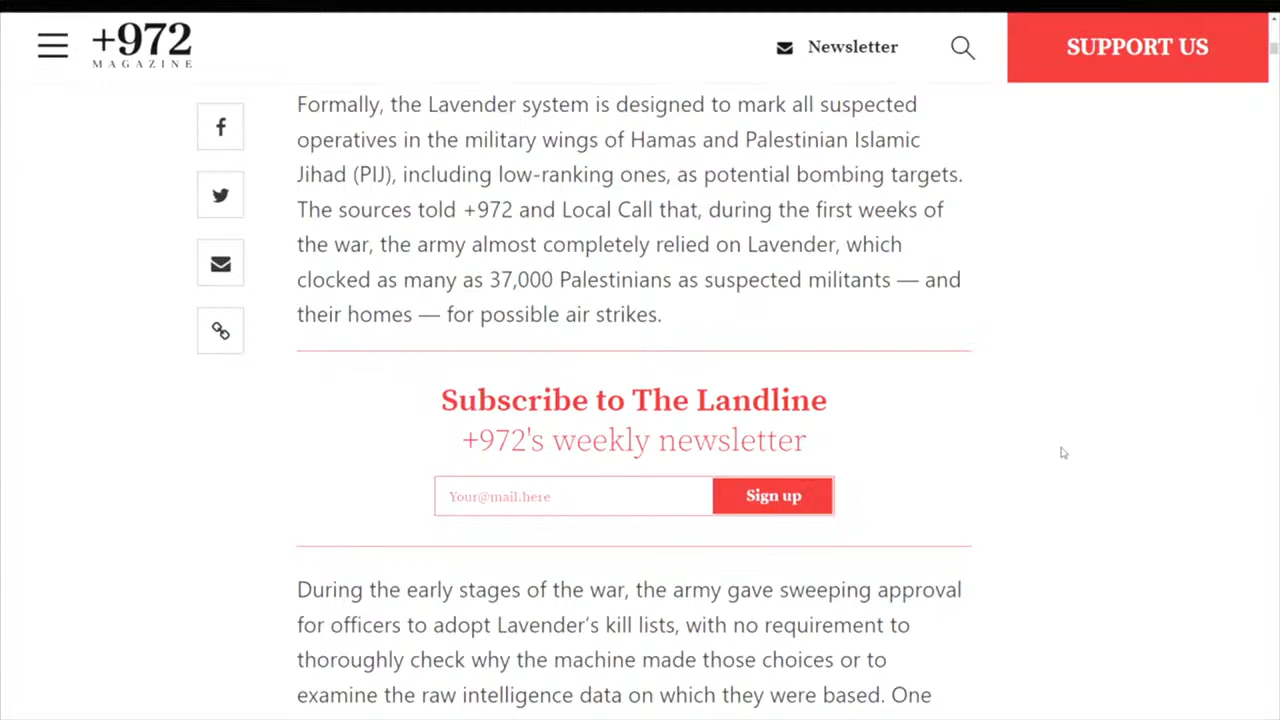 +972
MAGAZINE
Newsletter
SUPPORT US
Formally, the Lavender system is designed to mark all suspected
operatives in the military wings of Hamas and Palestinian Islamic
Jihad (PIJ), including low-ranking ones, as potential bombing targets.
The sources told +972 and Local Call that, during the first weeks of
the war, the army almost completely relied on Lavender, which
clocked as many as 37,000 Palestinians as suspected militants — and
their homes — for possible air strikes.
Subscribe to The Landline
+972's weekly newsletter
Your@mail.here
Sign up
During the early stages of the war, the army gave sweeping approval
for officers to adopt Lavender’s kill lists, with no requirement to
thoroughly check why the machine made those choices or to
examine the raw intelligence data on which they were based. One